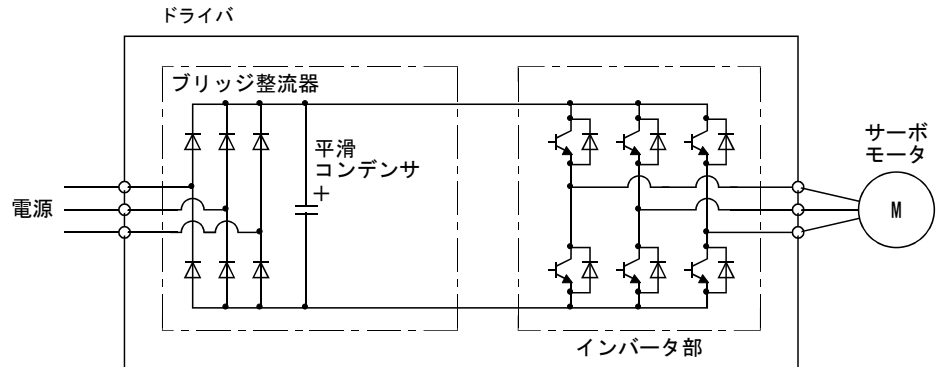 ドライバ
ブリッジ整流器
平滑
コンデンサ
+
電源
サーボ
モータ
M
インバータ部